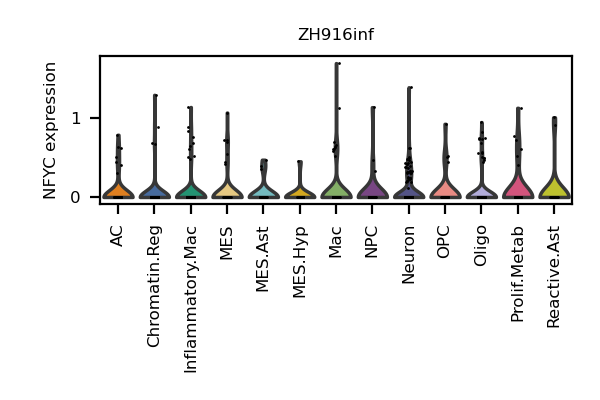 ZH916inf
NFYC expression
1
0
AC
Chromatin.Reg
Inflammatory.Mac
MES
MES.Ast
MES.Hyp
Mac
NPC
Neuron
OPC
Oligo
Prolif.Metab
Reactive.Ast